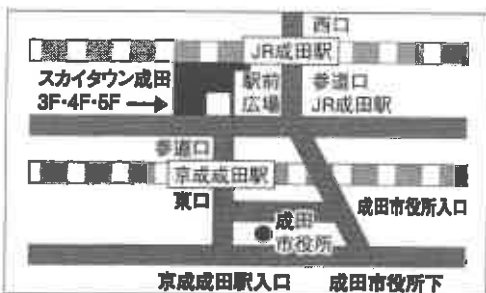 西口
JR成田駅
スカイタウン成田
3F・4F・5F →
駅前
広場
参道口
JR成田駅
参道口
京成成田駅
東口
成田市役所入口
成田
市役所
京成成田駅入口
成田市役所下